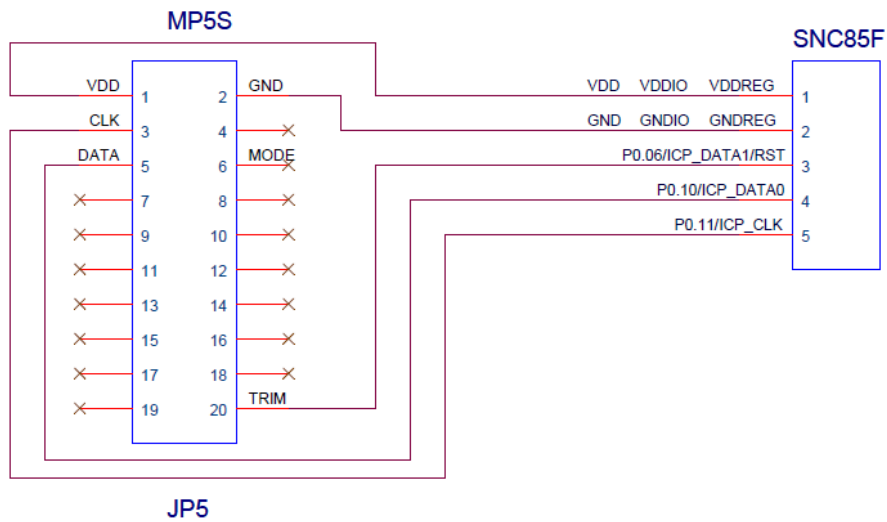 MP5S
SNC85F
VDD 1 2 GND VDD VDDIO VDDREG 1
CLK 3 4 GND GNDIO GNDREG 2
DATA 5 6 MODE P0.06/ICP_DATA1/RST 3
7 8 P0.10/ICP_DATA0 4
9 10 P0.11/ICP_CLK 5
11 12
13 14
15 16
17 18
19 20 TRIM
JP5